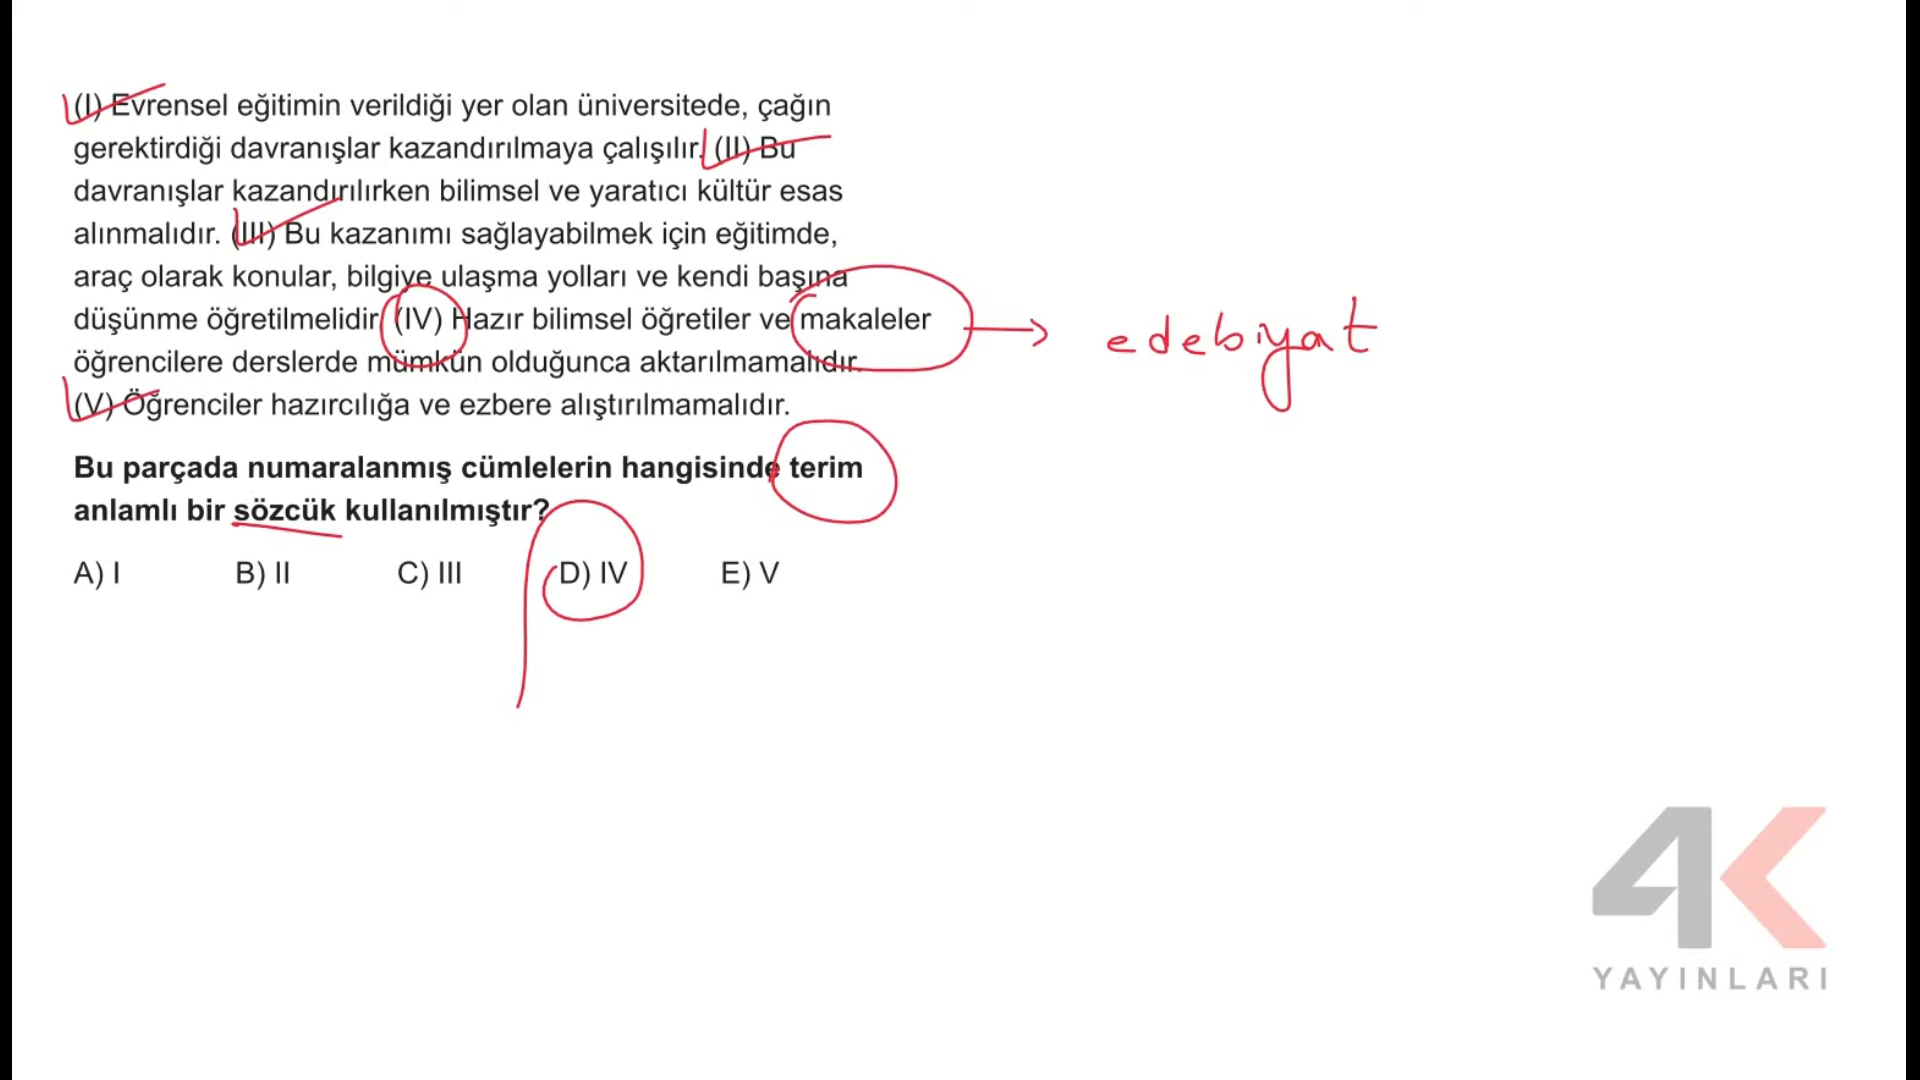 (I) Evrensel eğitimin verildiği yer olan üniversitede, çağın
gerektirdiği davranışlar kazandırılmaya çalışılır. (II) Bu
davranışlar kazandırılırken bilimsel ve yaratıcı kültür esas
alınmalıdır. (III) Bu kazanımı sağlayabilmek için eğitimde,
araç olarak konular, bilgiye ulaşma yolları ve kendi başına
düşünme öğretilmelidir. (IV) Hazır bilimsel öğretiler ve makaleler
edebiyat
öğrencilere derslerde mümkün olduğunca aktarılmamalıdır.
(V) Öğrenciler hazırcılığa ve ezbere alıştırılmamalıdır.
Bu parçada numaralanmış cümlelerin hangisinde terim
anlamlı bir sözcük kullanılmıştır?
A) I B) II C) III D) IV E) V
4K
YAYINLARI